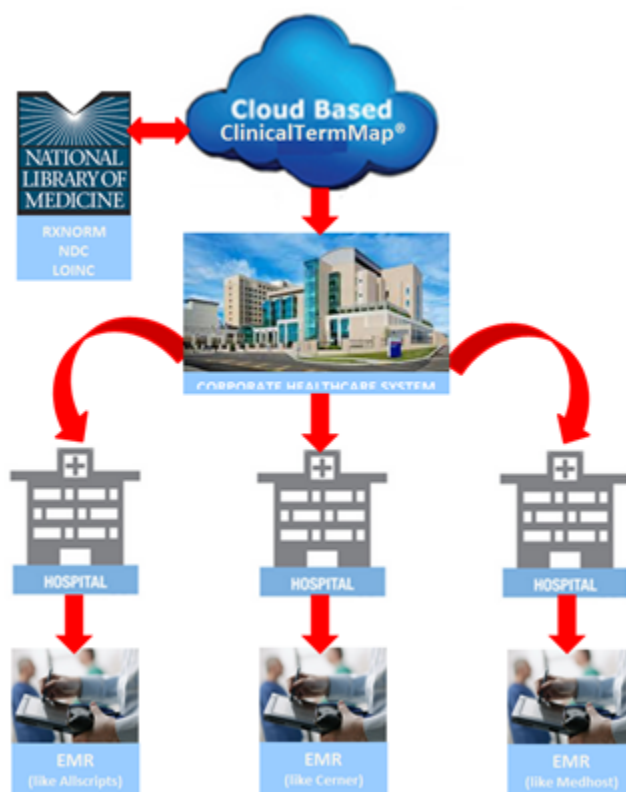 Cloud Based
ClinicalTermMap®
NATIONAL
LIBRARY OF
MEDICINE
RXNORM
NDC
LOINC
CORPORATE HEALTHCARE SYSTEM
HOSPITAL
HOSPITAL
HOSPITAL
EMR
(like Allscripts)
EMR
(like Cerner)
EMR
(like Medhost)